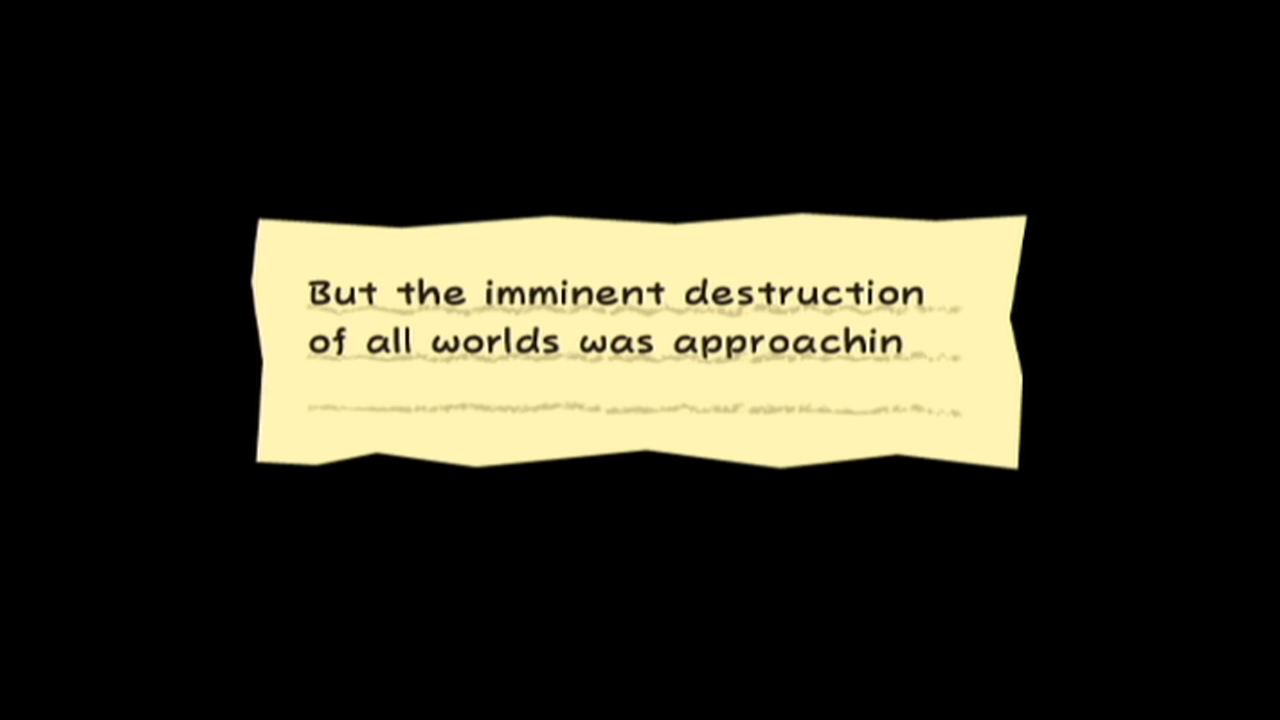 But the imminent destruction
of all worlds was approachin